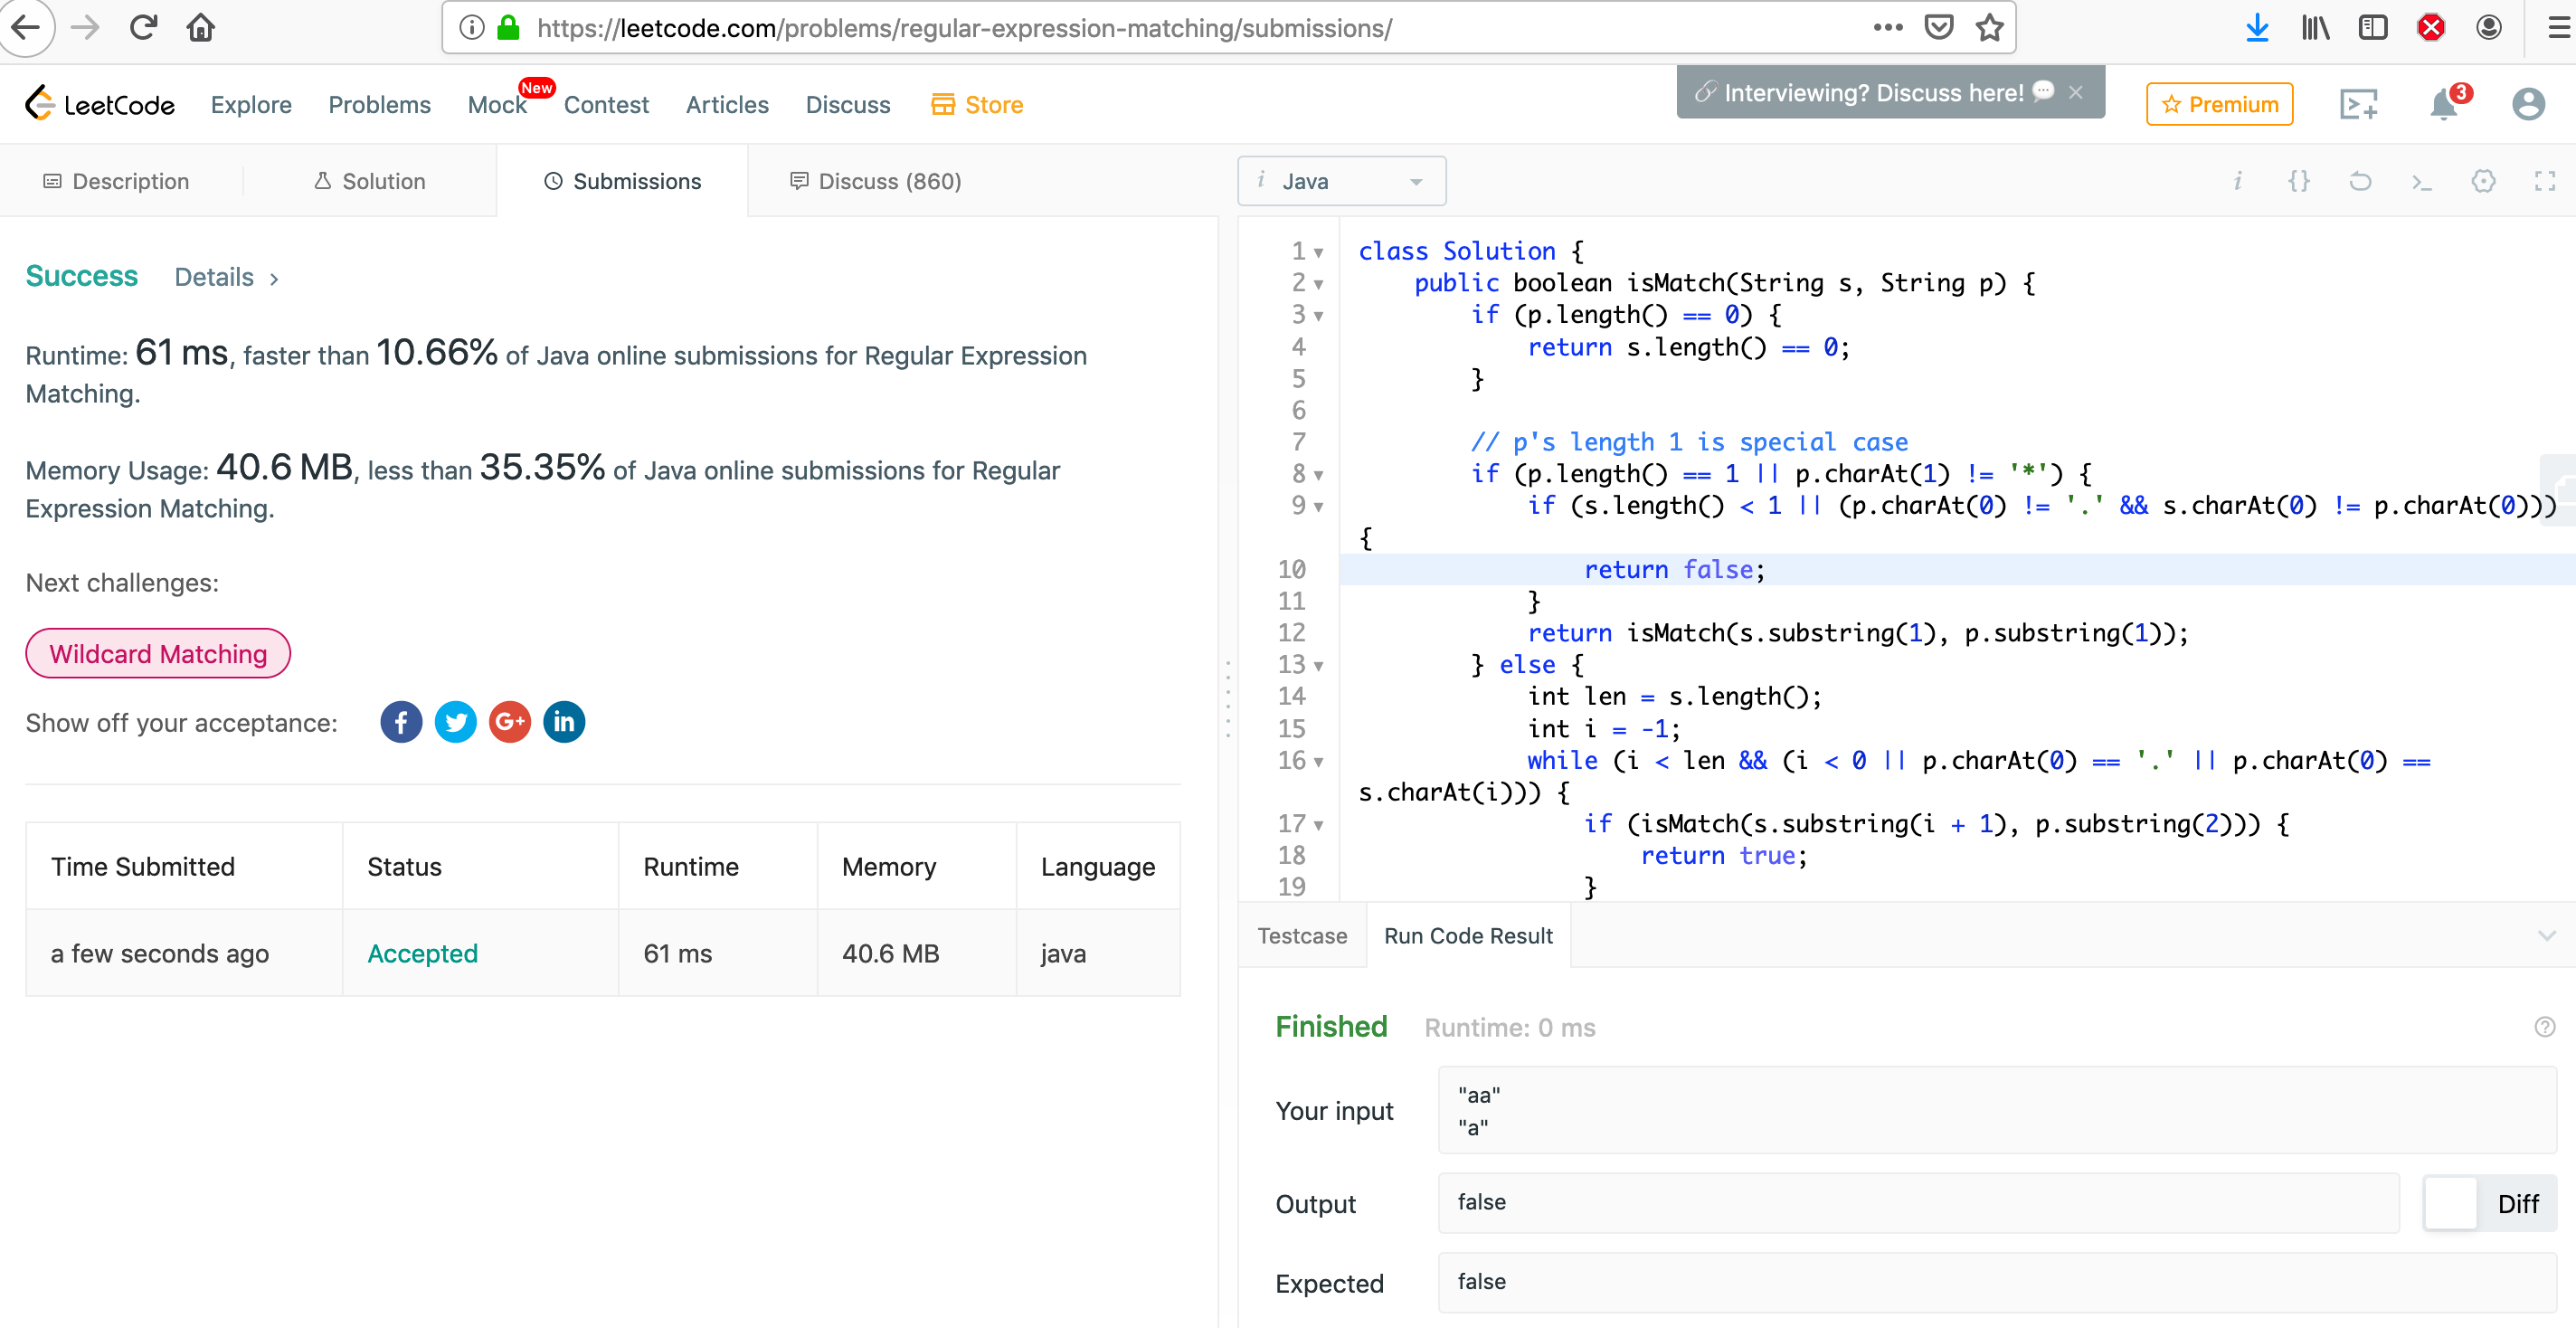 https://leetcode.com/problems/regular-expression-matching/submissions/
LeetCode Explore Problems Mock New Contest Articles Discuss Store
Interviewing? Discuss here! ×
Premium
3
Description Solution Submissions Discuss (860)
i Java
Success Details >
Runtime: 61 ms, faster than 10.66% of Java online submissions for Regular Expression
Matching.
Memory Usage: 40.6 MB, less than 35.35% of Java online submissions for Regular
Expression Matching.
Next challenges:
Wildcard Matching
Show off your acceptance: f G+ in
Time Submitted Status Runtime Memory Language
a few seconds ago Accepted 61 ms 40.6 MB java
1 class Solution {
2     public boolean isMatch(String s, String p) {
3         if (p.length() == 0) {
4             return s.length() == 0;
5         }
6
7         // p's length 1 is special case
8         if (p.length() == 1 || p.charAt(1) != '*') {
9             if (s.length() < 1 || (p.charAt(0) != '.' && s.charAt(0) != p.charAt(0)))
{
10                 return false;
11             }
12             return isMatch(s.substring(1), p.substring(1));
13         } else {
14             int len = s.length();
15             int i = -1;
16             while (i < len && (i < 0 || p.charAt(0) == '.' || p.charAt(0) ==
s.charAt(i))) {
17                 if (isMatch(s.substring(i + 1), p.substring(2))) {
18                     return true;
19                 }
Testcase Run Code Result
Finished Runtime: 0 ms
Your input
"aa"
"a"
Output false Diff
Expected false